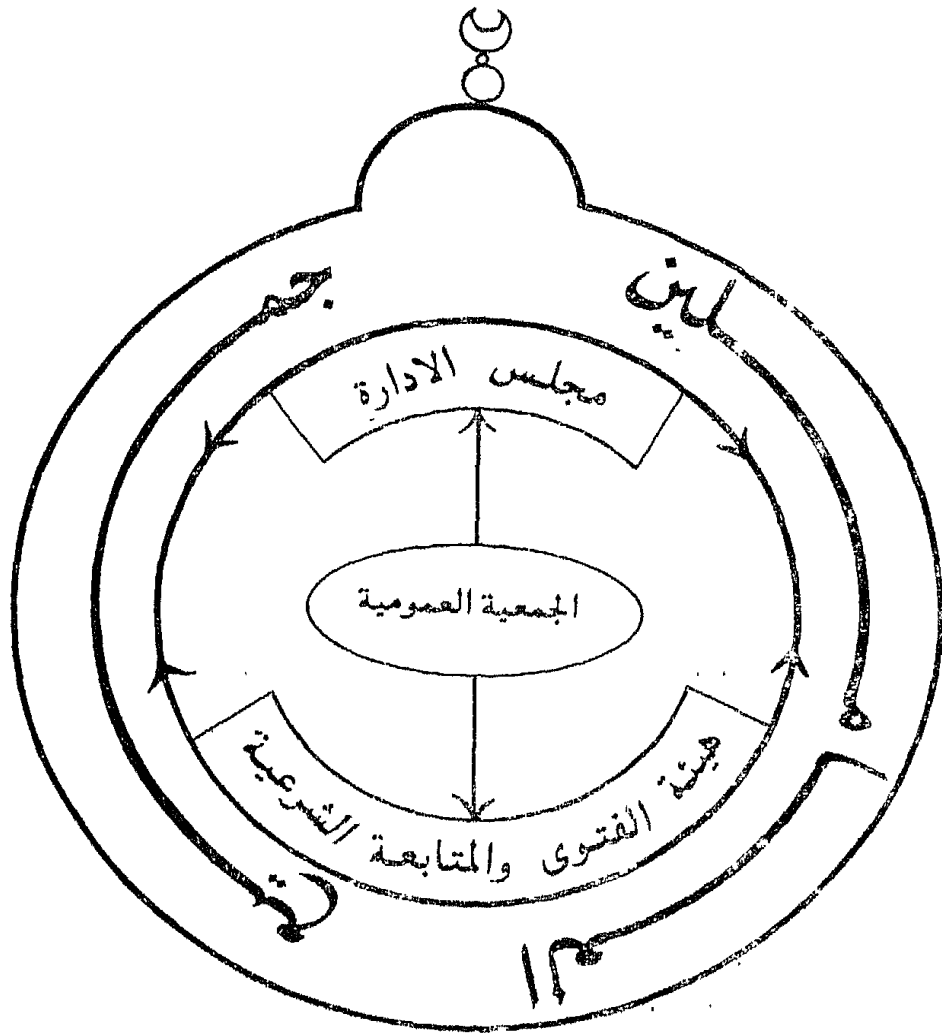 مجلس الادارة
الجمعية العمومية
هيئة الفتوى والمتابعة الشرعية